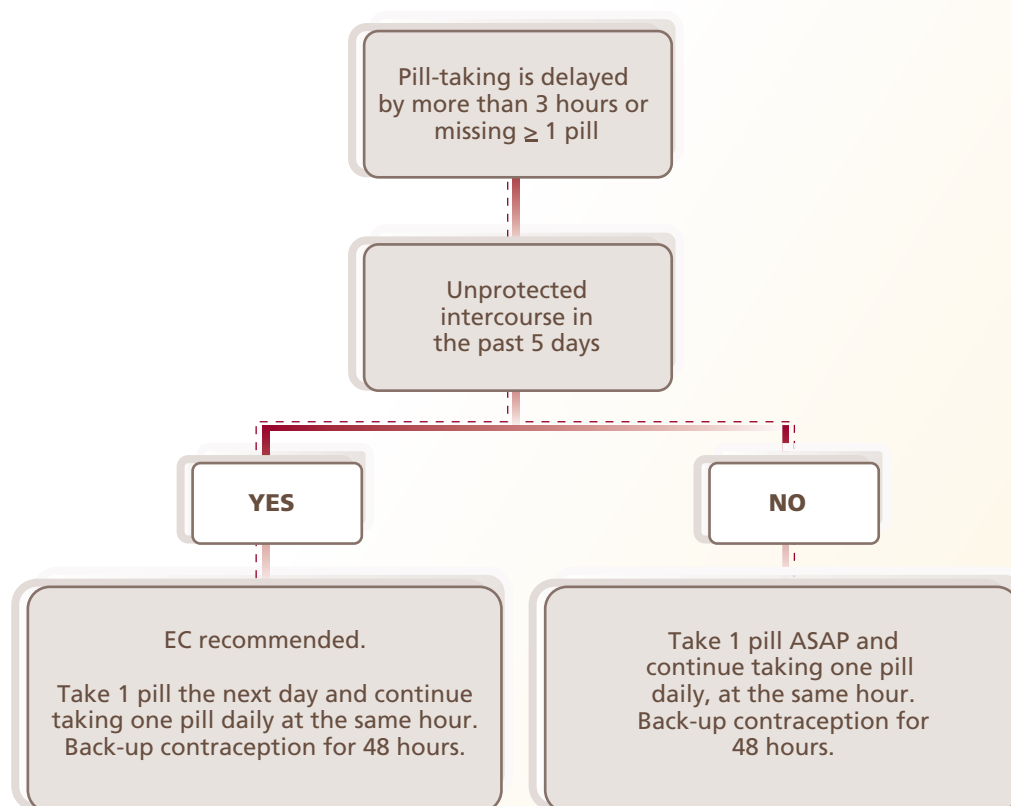 Pill-taking is delayed
by more than 3 hours or
missing ≥ 1 pill
Unprotected
intercourse in
the past 5 days
YES
NO
EC recommended.
Take 1 pill the next day and continue
taking one pill daily at the same hour.
Back-up contraception for 48 hours.
Take 1 pill ASAP and
continue taking one pill
daily, at the same hour.
Back-up contraception for
48 hours.